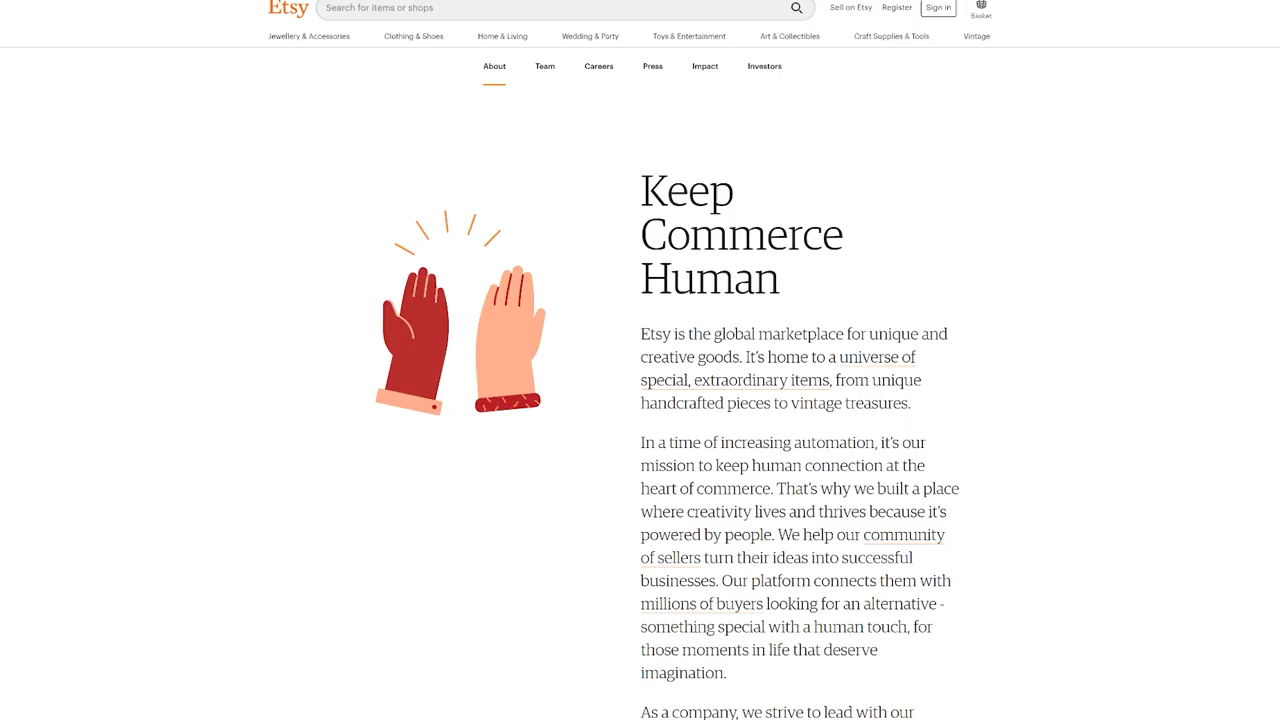 Etsy
Search for items or shops
Sell on Etsy Register Sign in
Basket
Jewellery & Accessories Clothing & Shoes Home & Living Wedding & Party Toys & Entertainment Art & Collectibles Craft Supplies & Tools Vintage
About Team Careers Press Impact Investors
Keep
Commerce
Human
Etsy is the global marketplace for unique and
creative goods. It's home to a universe of
special, extraordinary items, from unique
handcrafted pieces to vintage treasures.
In a time of increasing automation, it's our
mission to keep human connection at the
heart of commerce. That's why we built a place
where creativity lives and thrives because it's
powered by people. We help our community
of sellers turn their ideas into successful
businesses. Our platform connects them with
millions of buyers looking for an alternative -
something special with a human touch, for
those moments in life that deserve
imagination.
As a company, we strive to lead with our